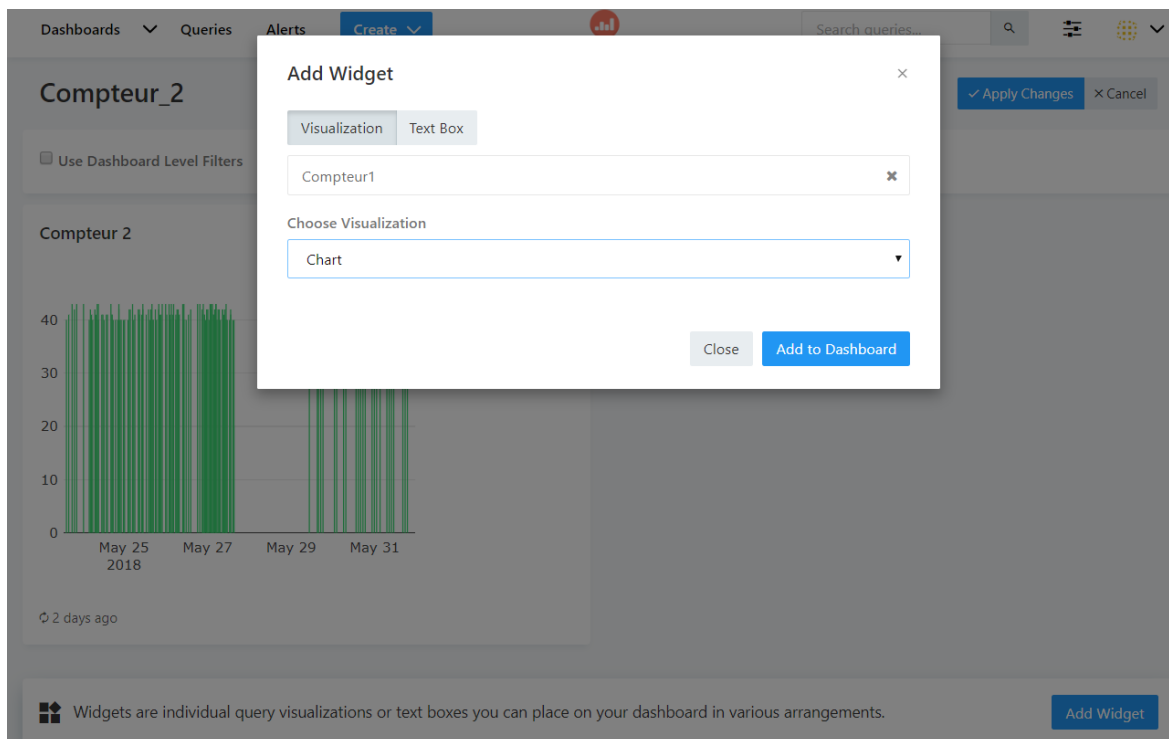 Dashboards Queries Alerts Create Search queries...
Add Widget ×
Compteur_2 Apply Changes × Cancel
Visualization Text Box
Use Dashboard Level Filters
Compteur1
Choose Visualization
Compteur 2
Chart
Close Add to Dashboard
40
30
20
10
0
May 25 May 27 May 29 May 31
2018
2 days ago
Widgets are individual query visualizations or text boxes you can place on your dashboard in various arrangements. Add Widget